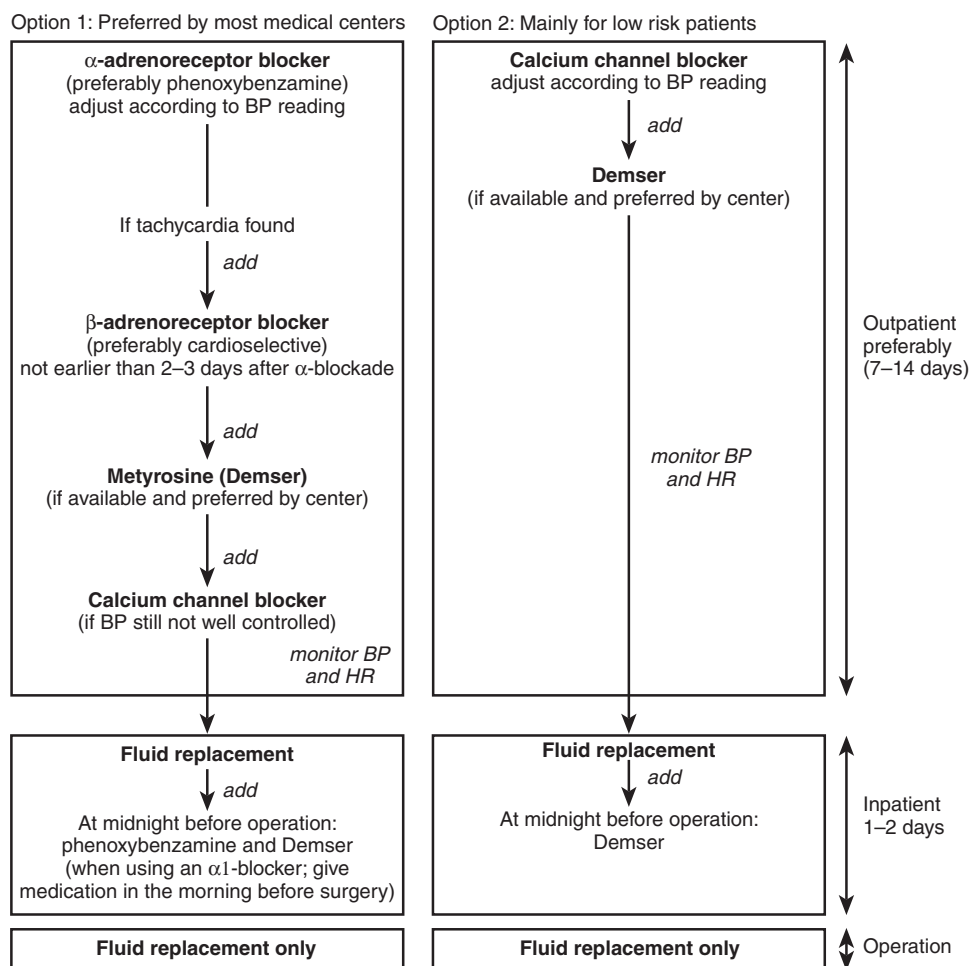 Option 1: Preferred by most medical centers
α-adrenoreceptor blocker
(preferably phenoxybenzamine)
adjust according to BP reading
If tachycardia found
add
β-adrenoreceptor blocker
(preferably cardioselective)
not earlier than 2–3 days after α-blockade
add
Metyrosine (Demser)
(if available and preferred by center)
add
Calcium channel blocker
(if BP still not well controlled)
monitor BP
and HR
Fluid replacement
add
At midnight before operation:
phenoxybenzamine and Demser
(when using an α1-blocker; give
medication in the morning before surgery)
Fluid replacement only
Option 2: Mainly for low risk patients
Calcium channel blocker
adjust according to BP reading
add
Demser
(if available and preferred by center)
monitor BP
and HR
Fluid replacement
add
At midnight before operation:
Demser
Fluid replacement only
Outpatient
preferably
(7–14 days)
Inpatient
1–2 days
Operation